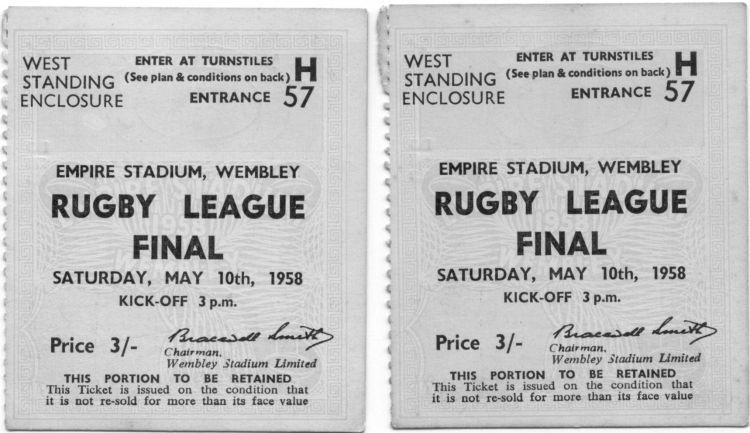 WEST
STANDING
ENCLOSURE
ENTER AT TURNSTILES
(See plan & conditions on back)
H
ENTRANCE 57
EMPIRE STADIUM, WEMBLEY
RUGBY LEAGUE
FINAL
SATURDAY, MAY 10th, 1958
KICK-OFF 3 p.m.
Price 3/-
Bracewell Smith
Chairman,
Wembley Stadium Limited
THIS PORTION TO BE RETAINED
This Ticket is issued on the condition that
it is not re-sold for more than its face value
WEST
STANDING
ENCLOSURE
ENTER AT TURNSTILES
(See plan & conditions on back)
H
ENTRANCE 57
EMPIRE STADIUM, WEMBLEY
RUGBY LEAGUE
FINAL
SATURDAY, MAY 10th, 1958
KICK-OFF 3 p.m.
Price 3/-
Bracewell Smith
Chairman,
Wembley Stadium Limited
THIS PORTION TO BE RETAINED
This Ticket is issued on the condition that
it is not re-sold for more than its face value